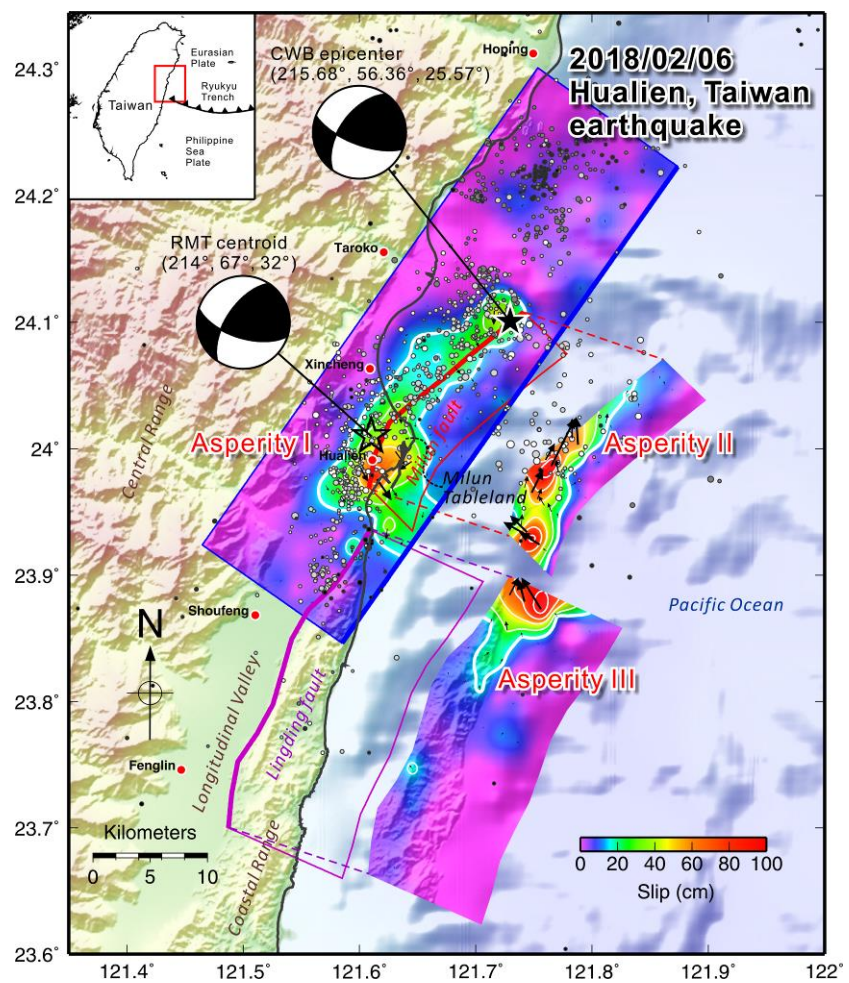 Eurasian
Plate
Taiwan
Ryukyu
Trench
Philippine
Sea
Plate
CWB epicenter
(215.68°, 56.36°, 25.57°)
Hoping
2018/02/06
Hualien, Taiwan
earthquake
RMT centroid
(214°, 67°, 32°)
Taroko
Xincheng
Central Range
Asperity I
Hualien
Milun fault
Milun
Tableland
Asperity II
Shoufeng
Pacific Ocean
N
Asperity III
Longitudinal Valley
Lingding fault
Fenglin
Coastal Range
Kilometers
0 5 10
0 20 40 60 80 100
Slip (cm)
24.3°
24.2°
24.1°
24°
23.9°
23.8°
23.7°
23.6°
121.4° 121.5° 121.6° 121.7° 121.8° 121.9° 122°